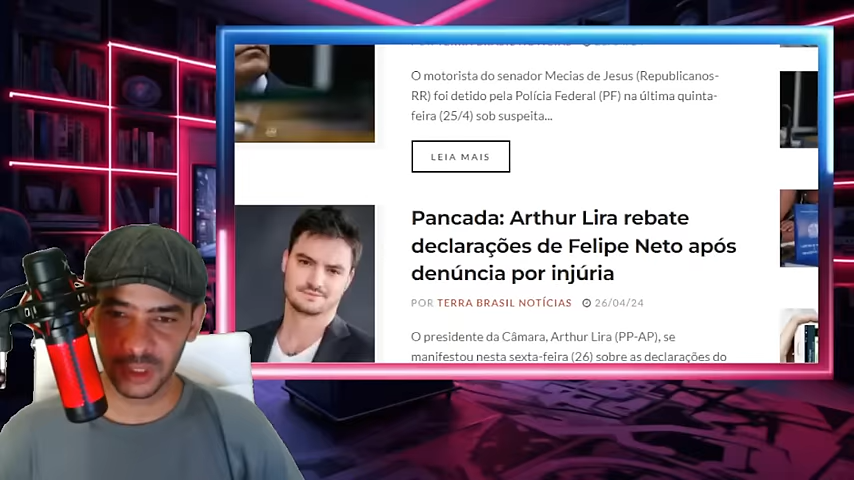 O motorista do senador Mecias de Jesus (Republicanos-
RR) foi detido pela Polícia Federal (PF) na última quinta-
feira (25/4) sob suspeita...
LEIA MAIS
Pancada: Arthur Lira rebate
declarações de Felipe Neto após
denúncia por injúria
POR TERRA BRASIL NOTÍCIAS 26/04/24
O presidente da Câmara, Arthur Lira (PP-AP), se
manifestou nesta sexta-feira (26) sobre as declarações do